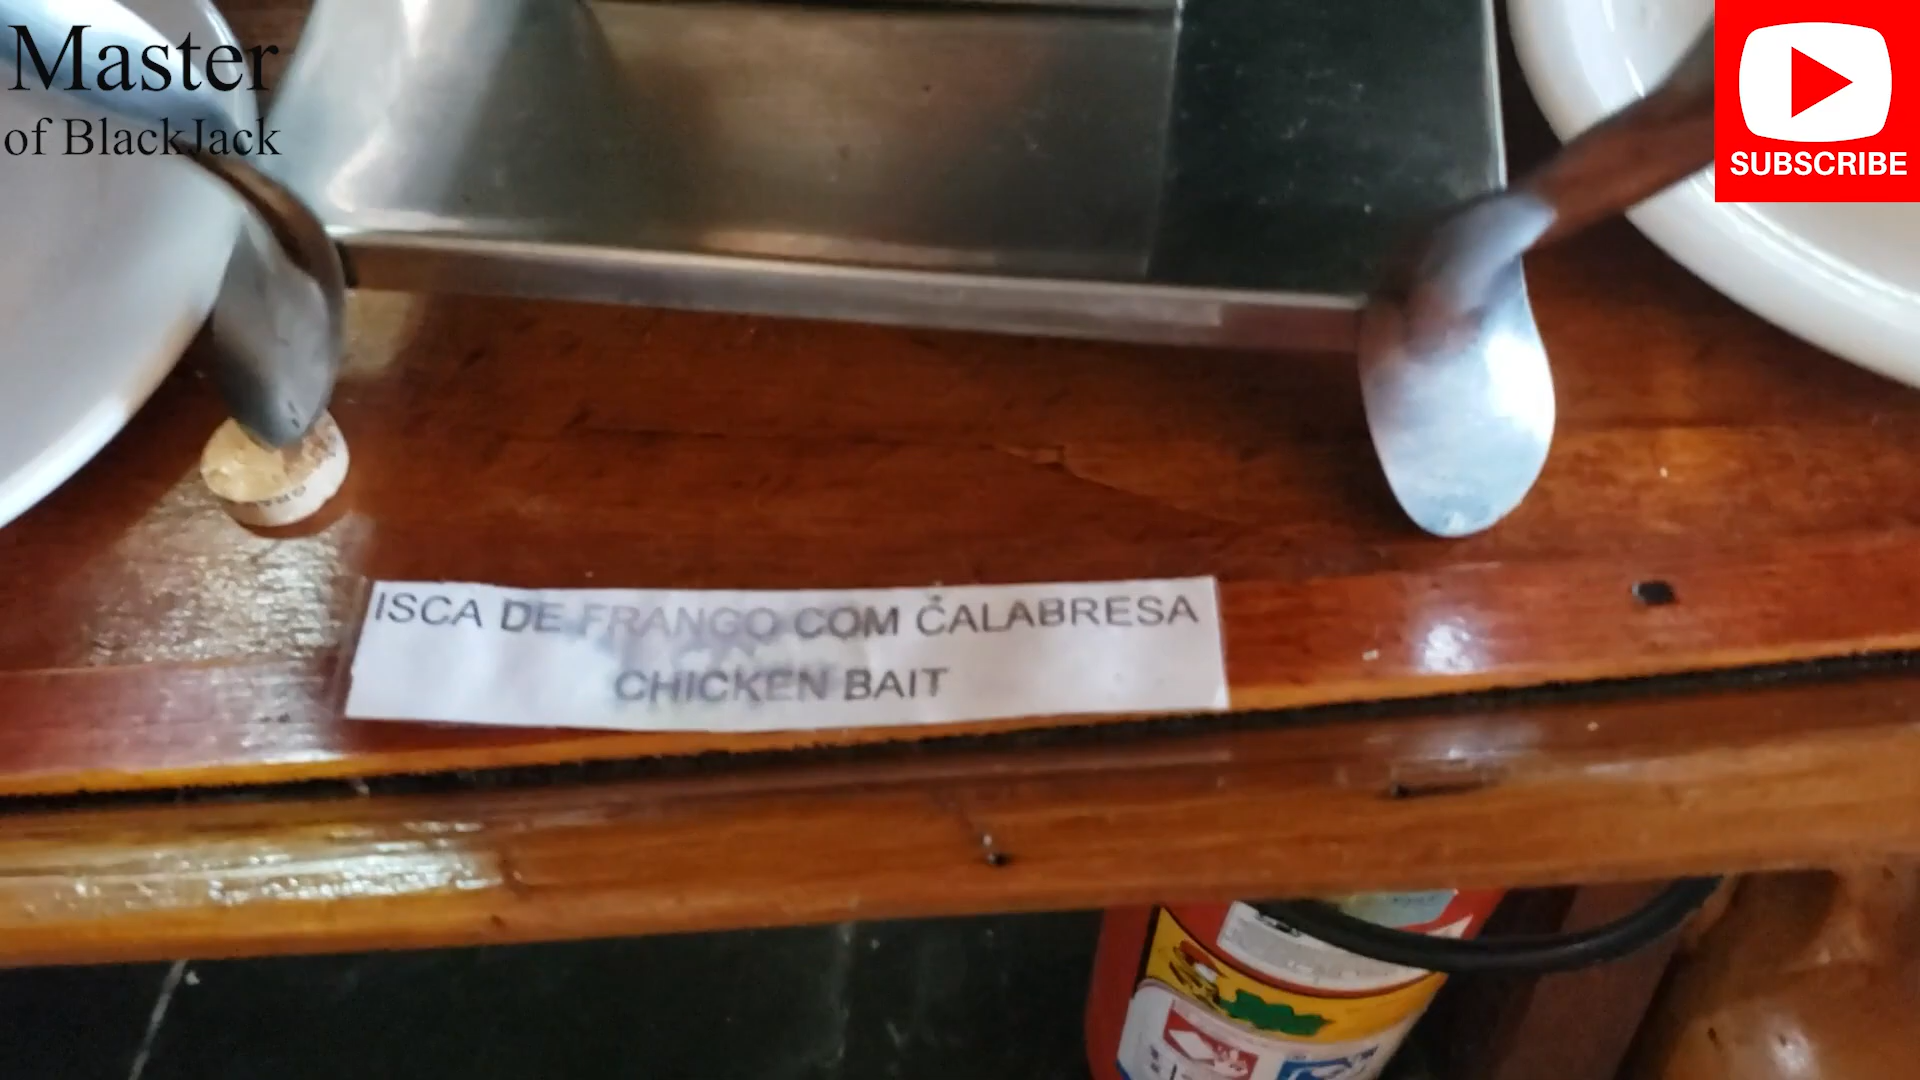 Master
of BlackJack
SUBSCRIBE
ISCA DE FRANGO COM CALABRESA
CHICKEN BAIT